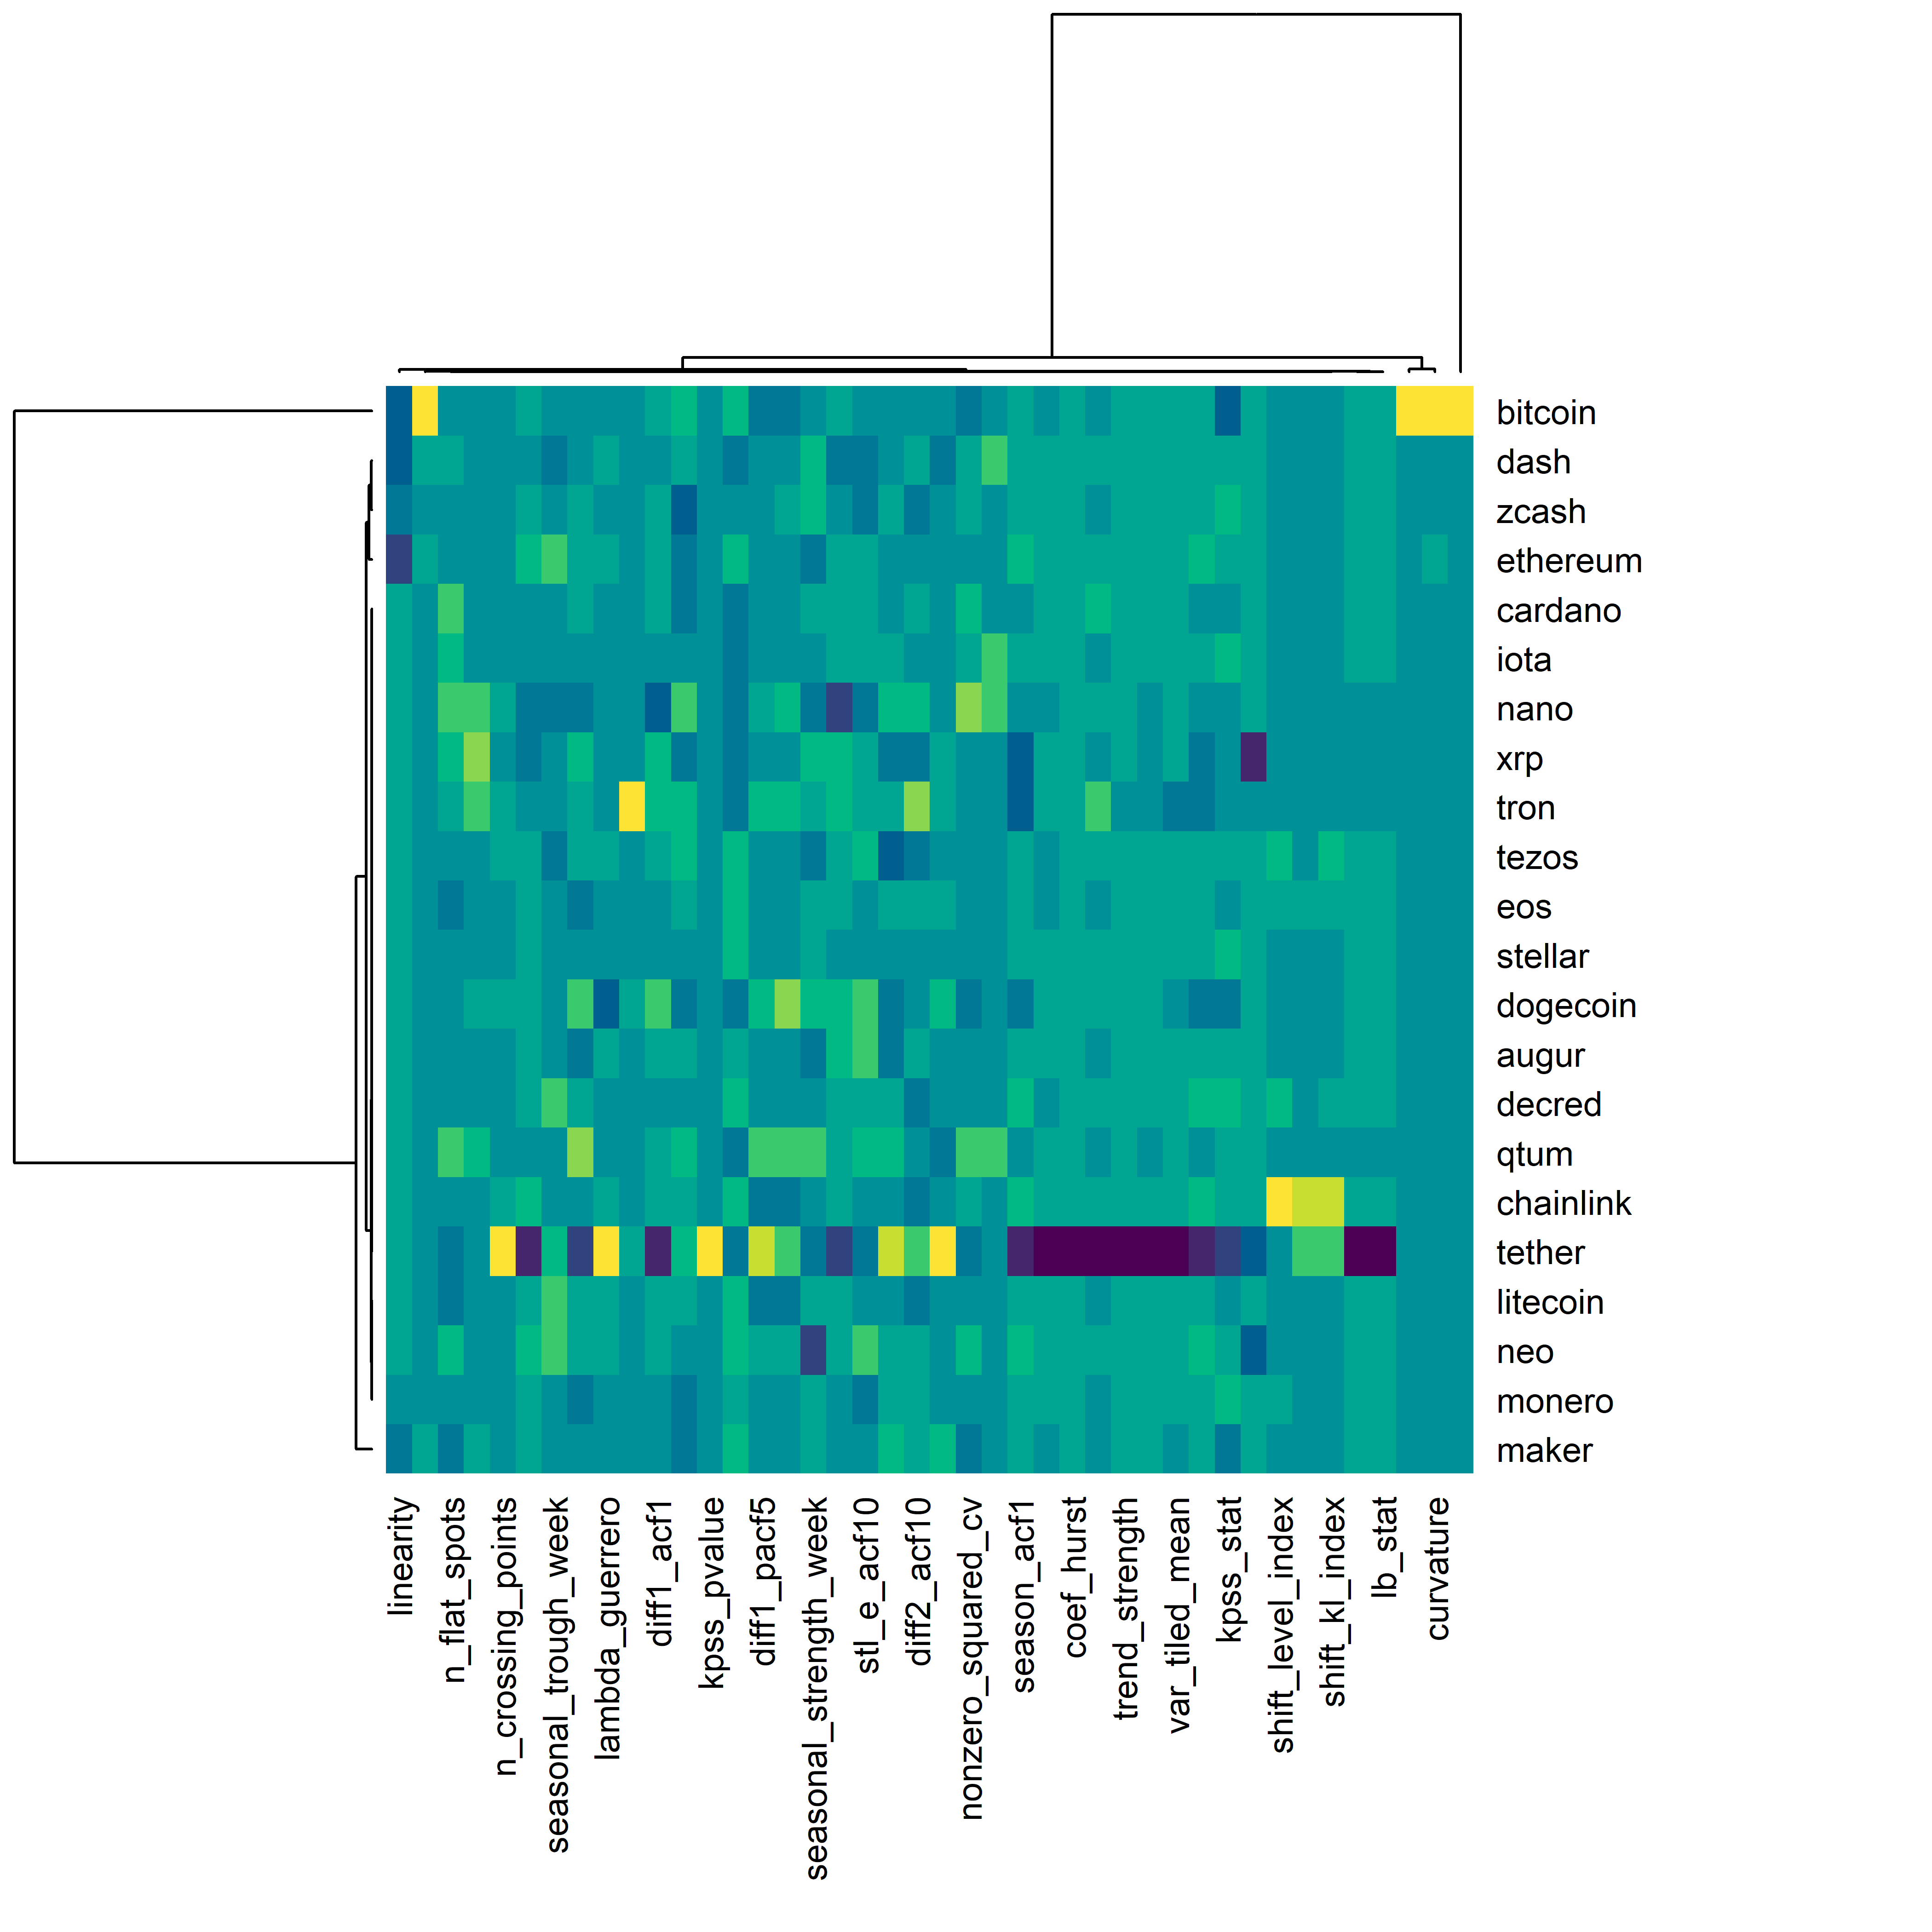 bitcoin
dash
zcash
ethereum
cardano
iota
nano
xrp
tron
tezos
eos
stellar
dogecoin
augur
decred
qtum
chainlink
tether
litecoin
neo
monero
maker
linearity
n_flat_spots
n_crossing_points
seasonal_trough_week
lambda_guerrero
diff1_acf1
kpss_pvalue
diff1_pacf5
seasonal_strength_week
stl_e_acf10
diff2_acf10
nonzero_squared_cv
season_acf1
coef_hurst
trend_strength
var_tiled_mean
kpss_stat
shift_level_index
shift_kl_index
lb_stat
curvature